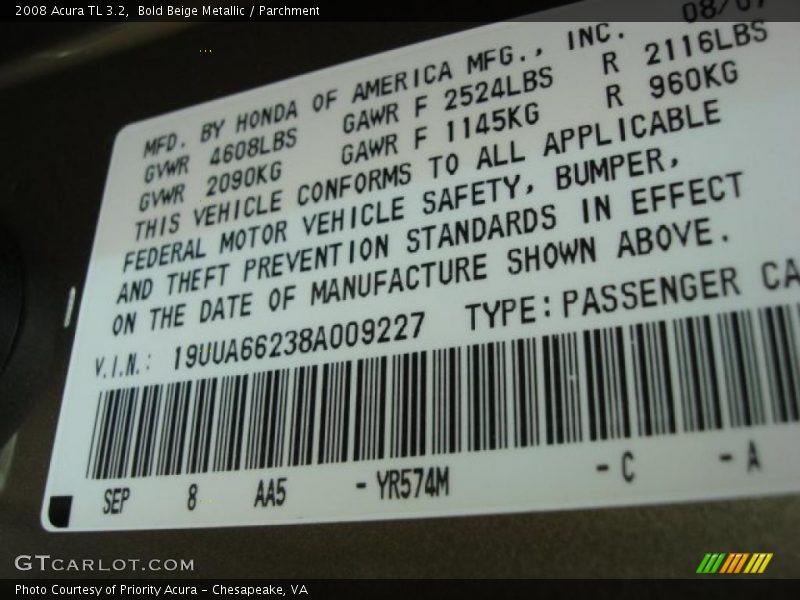 2008 Acura TL 3.2, Bold Beige Metallic / Parchment
08/07
MFD. BY HONDA OF AMERICA MFG., INC.
GVWR 4608LBS GAWR F 2524LBS R 2116LBS
GVWR 2090KG GAWR F 1145KG R 960KG
THIS VEHICLE CONFORMS TO ALL APPLICABLE
FEDERAL MOTOR VEHICLE SAFETY, BUMPER,
AND THEFT PREVENTION STANDARDS IN EFFECT
ON THE DATE OF MANUFACTURE SHOWN ABOVE.
V.I.N.: 19UUA66238A009227 TYPE: PASSENGER CA
SEP 8 AA5 - YR574M - C - A
GTCARLOT.COM
Photo Courtesy of Priority Acura - Chesapeake, VA